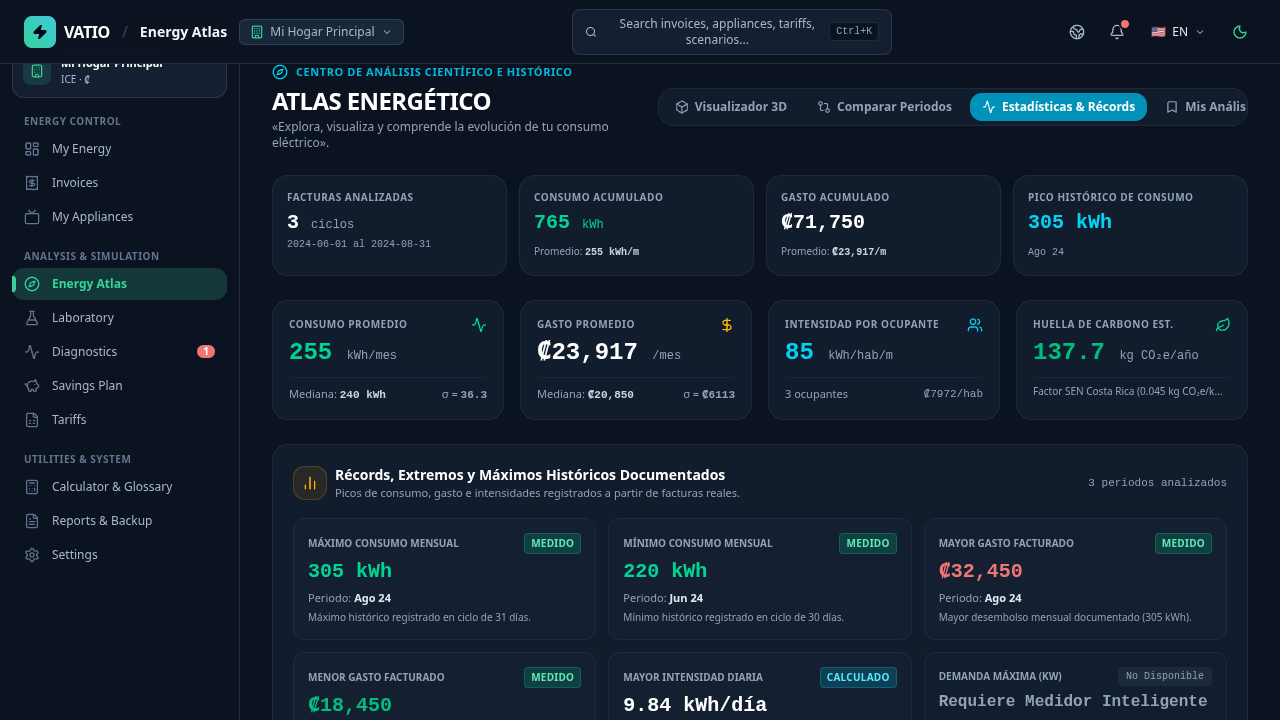 VATIO / Energy Atlas Mi Hogar Principal
Search invoices, appliances, tariffs, scenarios... Ctrl+K
EN
Mi Hogar Principal
ICE · ₡
ENERGY CONTROL
My Energy
Invoices
My Appliances
ANALYSIS & SIMULATION
Energy Atlas
Laboratory
Diagnostics 1
Savings Plan
Tariffs
UTILITIES & SYSTEM
Calculator & Glossary
Reports & Backup
Settings
CENTRO DE ANÁLISIS CIENTÍFICO E HISTÓRICO
ATLAS ENERGÉTICO
«Explora, visualiza y comprende la evolución de tu consumo
eléctrico».
Visualizador 3D Comparar Periodos Estadísticas & Récords Mis Anális
FACTURAS ANALIZADAS
3 ciclos
2024-06-01 al 2024-08-31
CONSUMO ACUMULADO
765 kWh
Promedio: 255 kWh/m
GASTO ACUMULADO
₡71,750
Promedio: ₡23,917/m
PICO HISTÓRICO DE CONSUMO
305 kWh
Ago 24
CONSUMO PROMEDIO
255 kWh/mes
Mediana: 240 kWh σ = 36.3
GASTO PROMEDIO
₡23,917 /mes
Mediana: ₡20,850 σ = ₡6113
INTENSIDAD POR OCUPANTE
85 kWh/hab/m
3 ocupantes ₡7972/hab
HUELLA DE CARBONO EST.
137.7 kg CO₂e/año
Factor SEN Costa Rica (0.045 kg CO₂e/k...
Récords, Extremos y Máximos Históricos Documentados
Picos de consumo, gasto e intensidades registrados a partir de facturas reales.
3 periodos analizados
MÁXIMO CONSUMO MENSUAL MEDIDO
305 kWh
Periodo: Ago 24
Máximo histórico registrado en ciclo de 31 días.
MÍNIMO CONSUMO MENSUAL MEDIDO
220 kWh
Periodo: Jun 24
Mínimo histórico registrado en ciclo de 30 días.
MAYOR GASTO FACTURADO MEDIDO
₡32,450
Periodo: Ago 24
Mayor desembolso mensual documentado (305 kWh).
MENOR GASTO FACTURADO MEDIDO
₡18,450
MAYOR INTENSIDAD DIARIA CALCULADO
9.84 kWh/día
DEMANDA MÁXIMA (KW) No Disponible
Requiere Medidor Inteligente